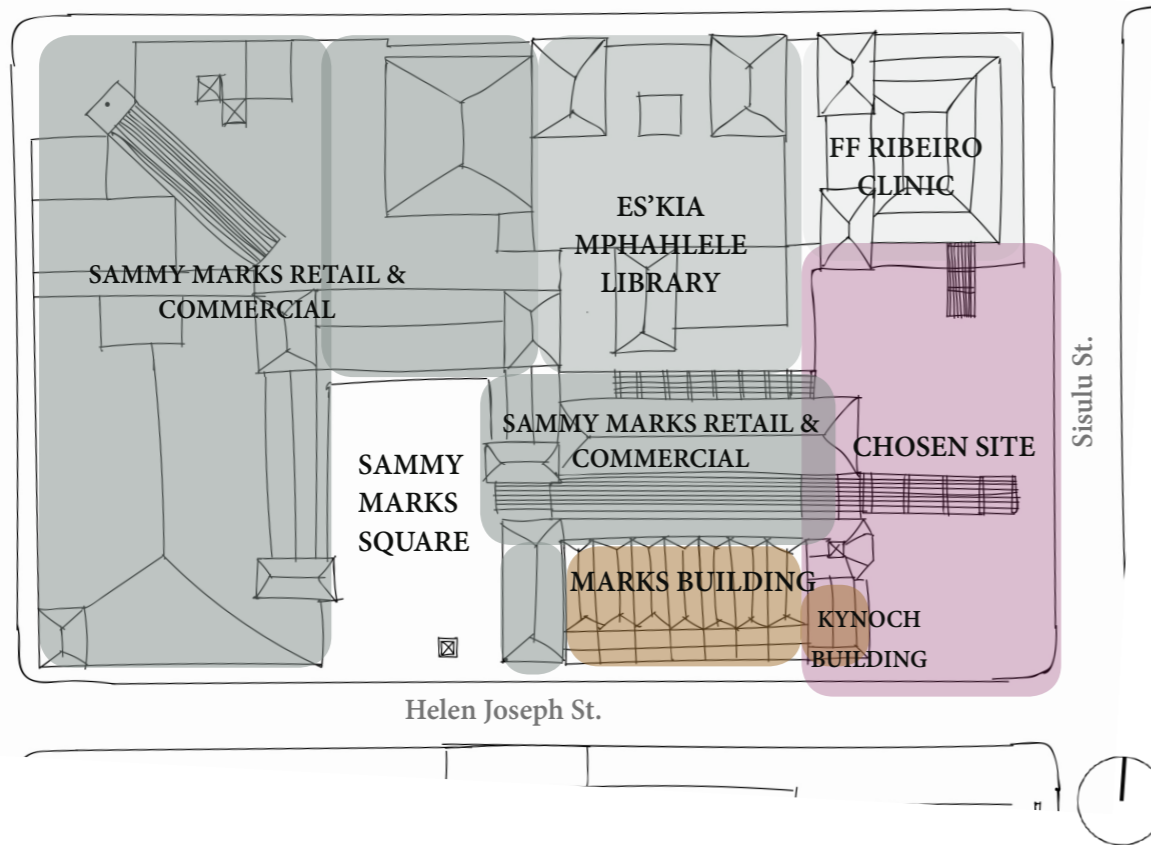 FF RIBEIRO
CLINIC
ES’KIA
MPHAHLELE
LIBRARY
SAMMY MARKS RETAIL &
COMMERCIAL
SAMMY MARKS RETAIL &
COMMERCIAL
CHOSEN SITE
Sisulu St.
SAMMY
MARKS
SQUARE
MARKS BUILDING
KYNOCH
BUILDING
Helen Joseph St.